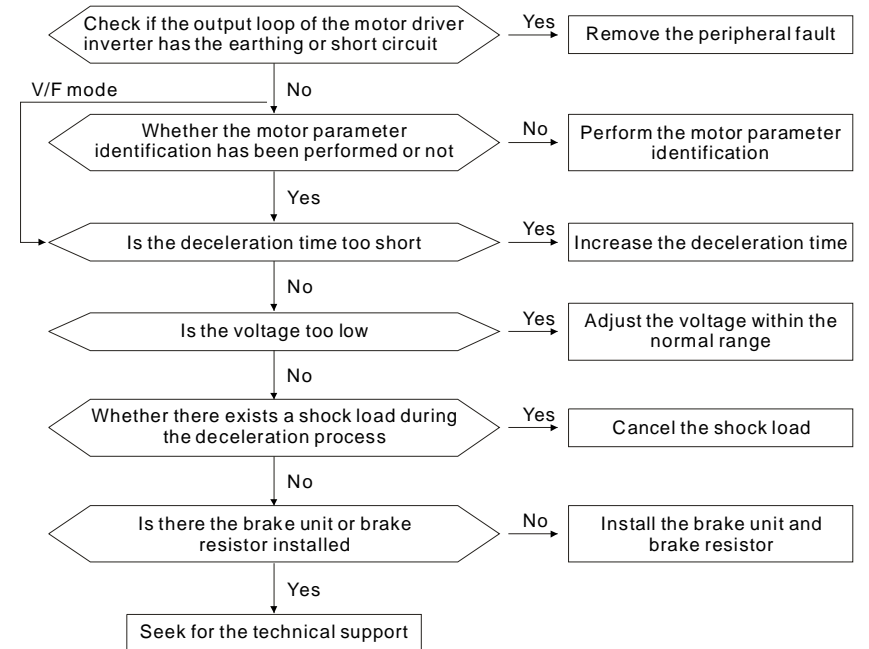 Check if the output loop of the motor driver
inverter has the earthing or short circuit
Yes
Remove the peripheral fault
V/F mode
No
Whether the motor parameter
identification has been performed or not
No
Perform the motor parameter
identification
Yes
Is the deceleration time too short
Yes
Increase the deceleration time
No
Is the voltage too low
Yes
Adjust the voltage within the
normal range
No
Whether there exists a shock load during
the deceleration process
Yes
Cancel the shock load
No
Is there the brake unit or brake
resistor installed
No
Install the brake unit and
brake resistor
Yes
Seek for the technical support